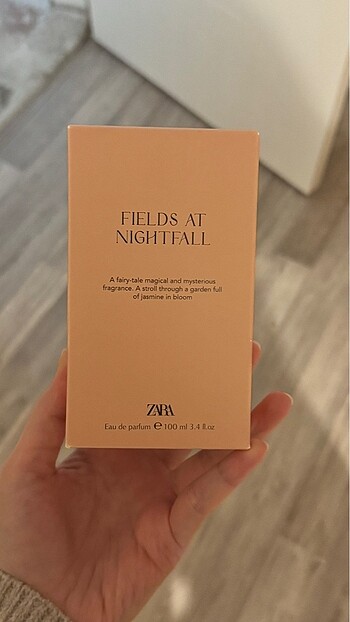 FIELDS AT
NIGHTFALL
A fairy-tale magical and mysterious
fragrance. A stroll through a garden full
of jasmine in bloom
ZARA
Eau de parfum ℮ 100 ml 3.4 fl.oz